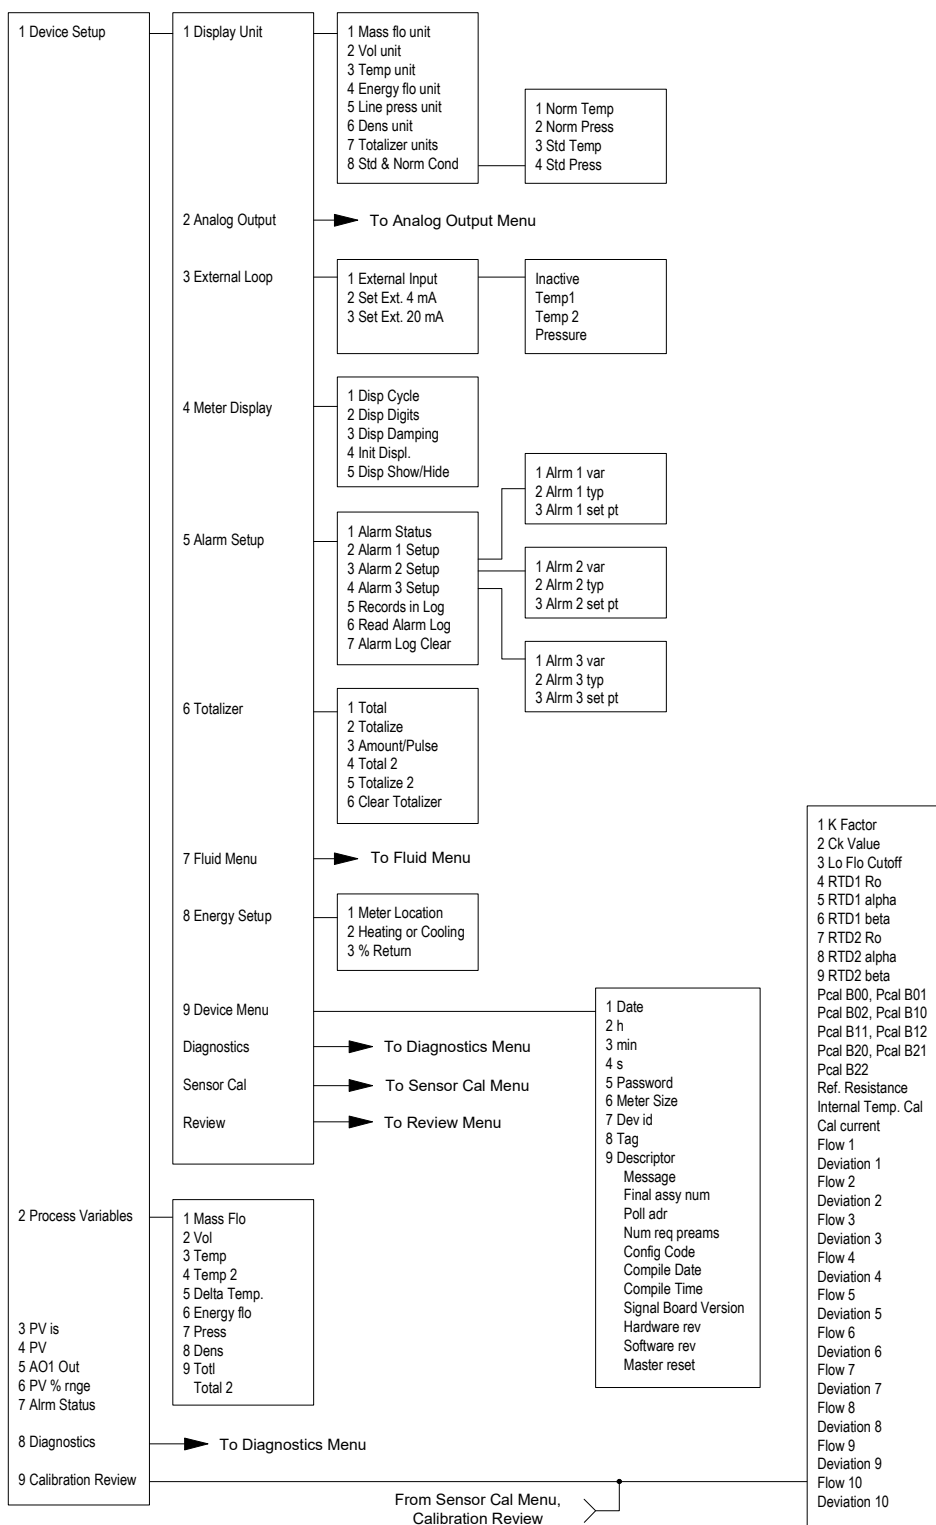 1 Device Setup
1 Display Unit
1 Mass flo unit
2 Vol unit
3 Temp unit
4 Energy flo unit
5 Line press unit
6 Dens unit
7 Totalizer units
8 Std & Norm Cond
1 Norm Temp
2 Norm Press
3 Std Temp
4 Std Press
2 Analog Output
To Analog Output Menu
3 External Loop
1 External Input
2 Set Ext. 4 mA
3 Set Ext. 20 mA
Inactive
Temp1
Temp 2
Pressure
4 Meter Display
1 Disp Cycle
2 Disp Digits
3 Disp Damping
4 Init Displ.
5 Disp Show/Hide
5 Alarm Setup
1 Alarm Status
2 Alarm 1 Setup
3 Alarm 2 Setup
4 Alarm 3 Setup
5 Records in Log
6 Read Alarm Log
7 Alarm Log Clear
1 Alrm 1 var
2 Alrm 1 typ
3 Alrm 1 set pt
1 Alrm 2 var
2 Alrm 2 typ
3 Alrm 2 set pt
1 Alrm 3 var
2 Alrm 3 typ
3 Alrm 3 set pt
6 Totalizer
1 Total
2 Totalize
3 Amount/Pulse
4 Total 2
5 Totalize 2
6 Clear Totalizer
7 Fluid Menu
To Fluid Menu
8 Energy Setup
1 Meter Location
2 Heating or Cooling
3 % Return
9 Device Menu
1 Date
2 h
3 min
4 s
5 Password
6 Meter Size
7 Dev id
8 Tag
9 Descriptor
Message
Final assy num
Poll adr
Num req preams
Config Code
Compile Date
Compile Time
Signal Board Version
Hardware rev
Software rev
Master reset
Diagnostics
To Diagnostics Menu
Sensor Cal
To Sensor Cal Menu
Review
To Review Menu
2 Process Variables
1 Mass Flo
2 Vol
3 Temp
4 Temp 2
5 Delta Temp.
6 Energy flo
7 Press
8 Dens
9 Totl
Total 2
3 PV is
4 PV
5 AO1 Out
6 PV % rnge
7 Alrm Status
8 Diagnostics
To Diagnostics Menu
9 Calibration Review
From Sensor Cal Menu,
Calibration Review
1 K Factor
2 Ck Value
3 Lo Flo Cutoff
4 RTD1 Ro
5 RTD1 alpha
6 RTD1 beta
7 RTD2 Ro
8 RTD2 alpha
9 RTD2 beta
Pcal B00, Pcal B01
Pcal B02, Pcal B10
Pcal B11, Pcal B12
Pcal B20, Pcal B21
Pcal B22
Ref. Resistance
Internal Temp. Cal
Cal current
Flow 1
Deviation 1
Flow 2
Deviation 2
Flow 3
Deviation 3
Flow 4
Deviation 4
Flow 5
Deviation 5
Flow 6
Deviation 6
Flow 7
Deviation 7
Flow 8
Deviation 8
Flow 9
Deviation 9
Flow 10
Deviation 10